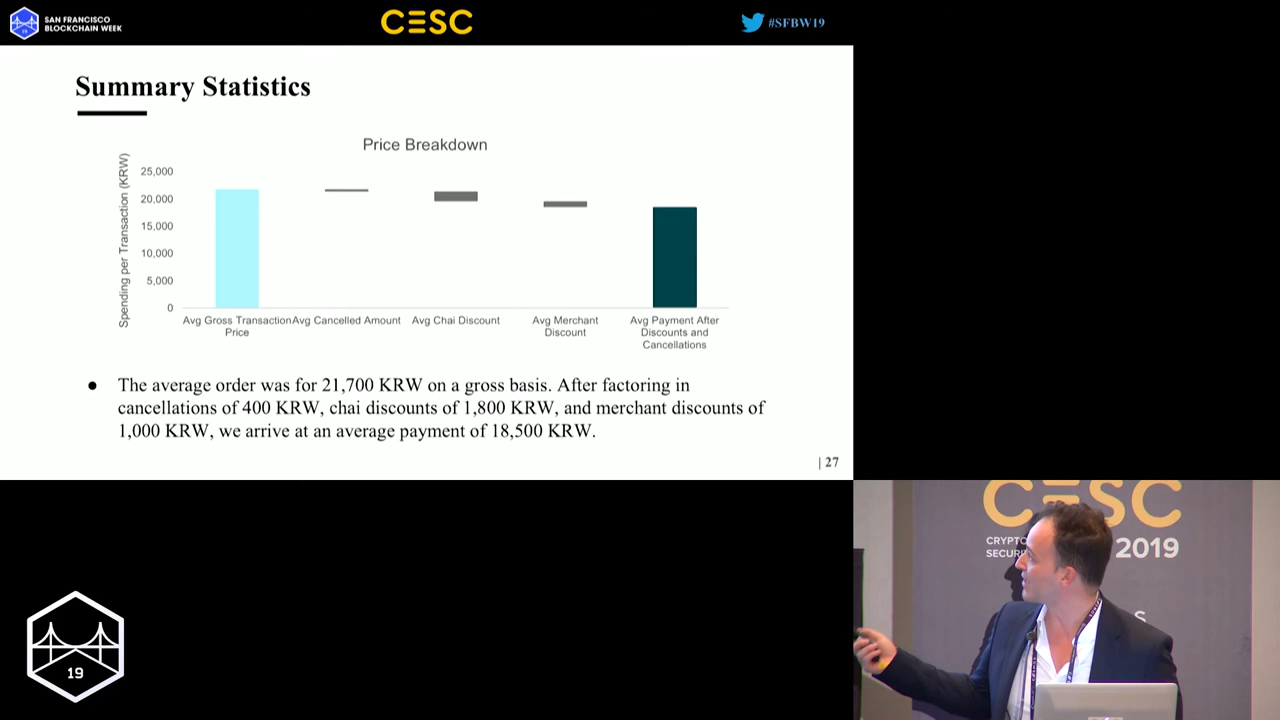 SAN FRANCISCO
BLOCKCHAIN WEEK
19
CESC
#SFBW19
Summary Statistics
Price Breakdown
Spending per Transaction (KRW)
25,000
20,000
15,000
10,000
5,000
0
Avg Gross Transaction
Price
Avg Cancelled Amount
Avg Chai Discount
Avg Merchant
Discount
Avg Payment After
Discounts and
Cancellations
● The average order was for 21,700 KRW on a gross basis. After factoring in
cancellations of 400 KRW, chai discounts of 1,800 KRW, and merchant discounts of
1,000 KRW, we arrive at an average payment of 18,500 KRW.
| 27
CESC
2019
19